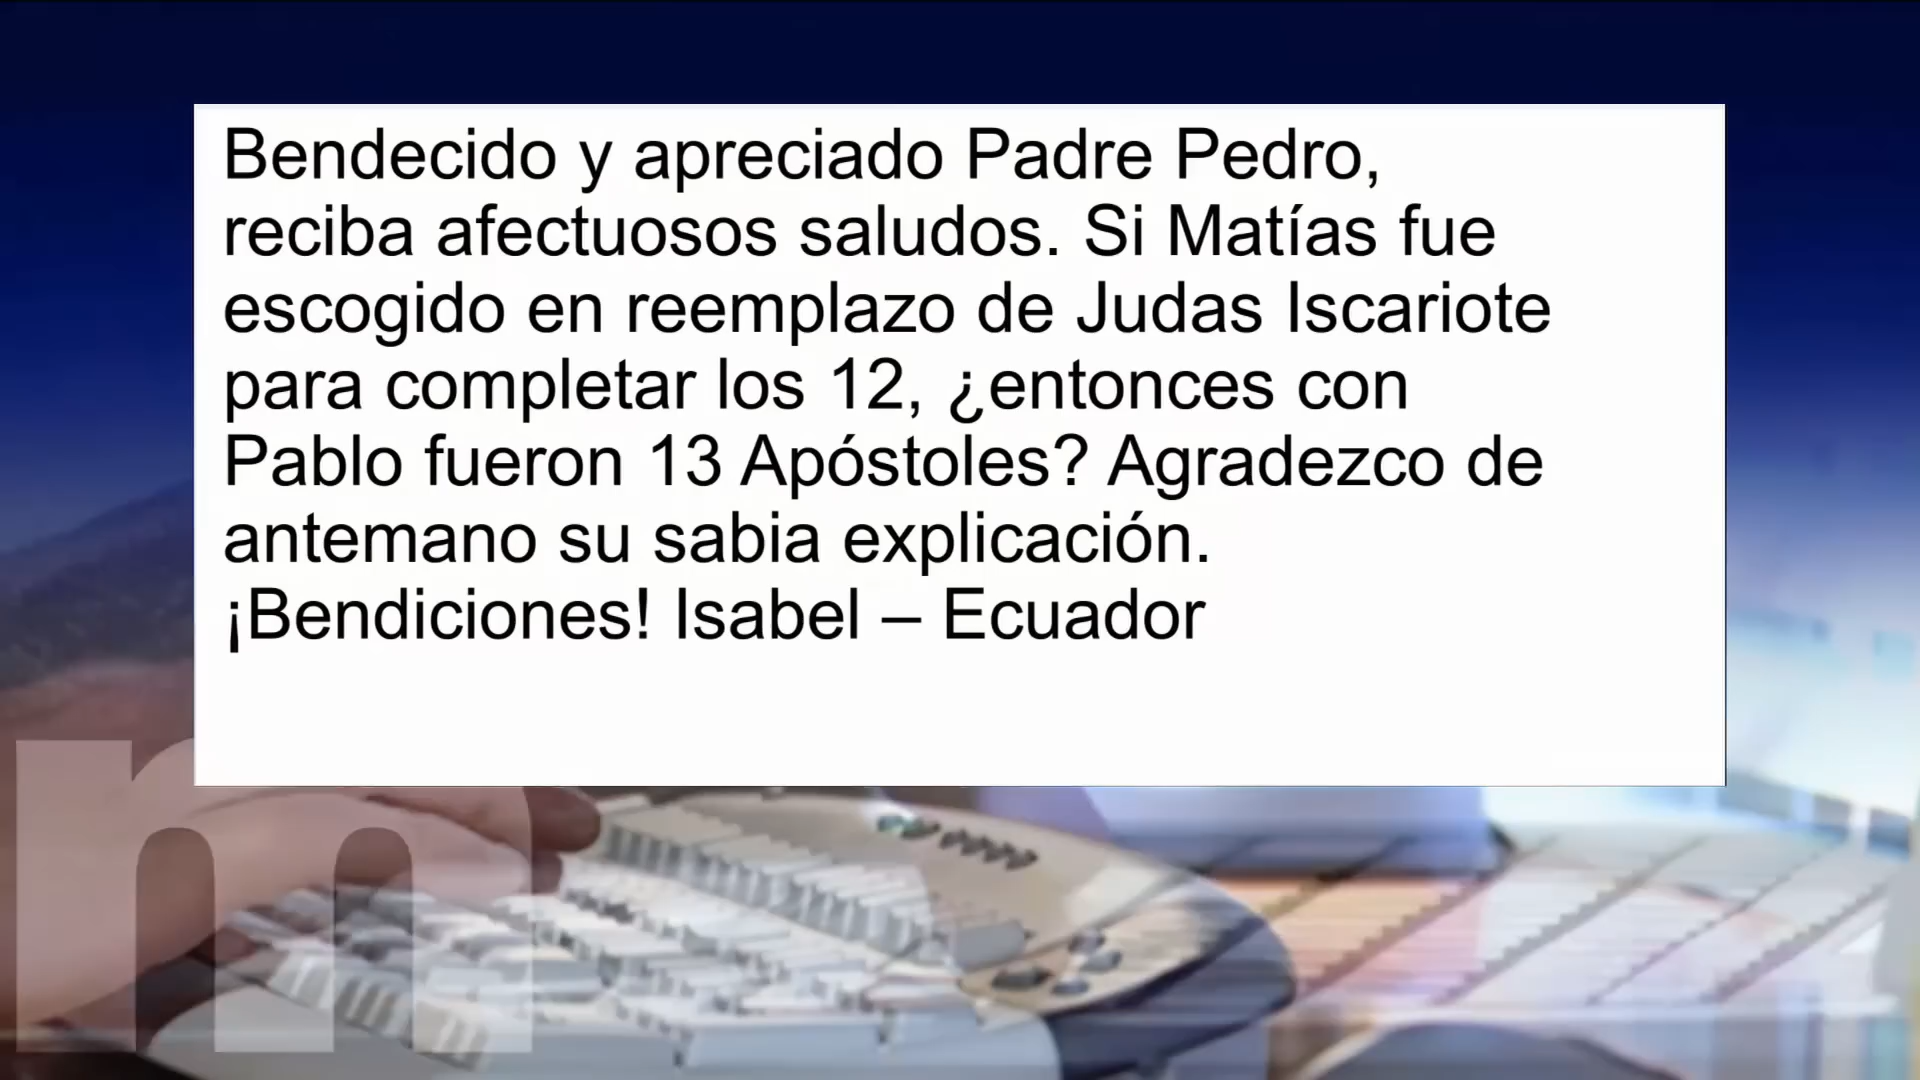 Bendecido y apreciado Padre Pedro,
reciba afectuosos saludos. Si Matías fue
escogido en reemplazo de Judas Iscariote
para completar los 12, ¿entonces con
Pablo fueron 13 Apóstoles? Agradezco de
antemano su sabia explicación.
¡Bendiciones! Isabel – Ecuador
m